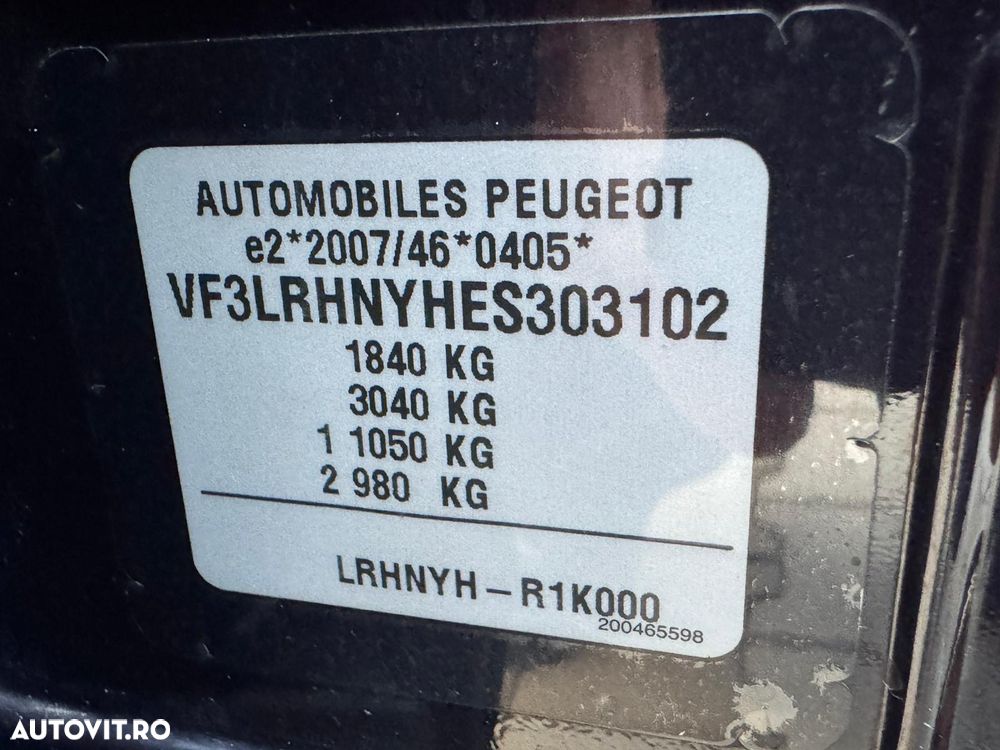 AUTOMOBILES PEUGEOT
e2*2007/46*0405*
VF3LRHNYHES303102
1840 KG
3040 KG
1 1050 KG
2 980 KG
LRHNYH – R1K000
200465598
AUTOVIT.RO